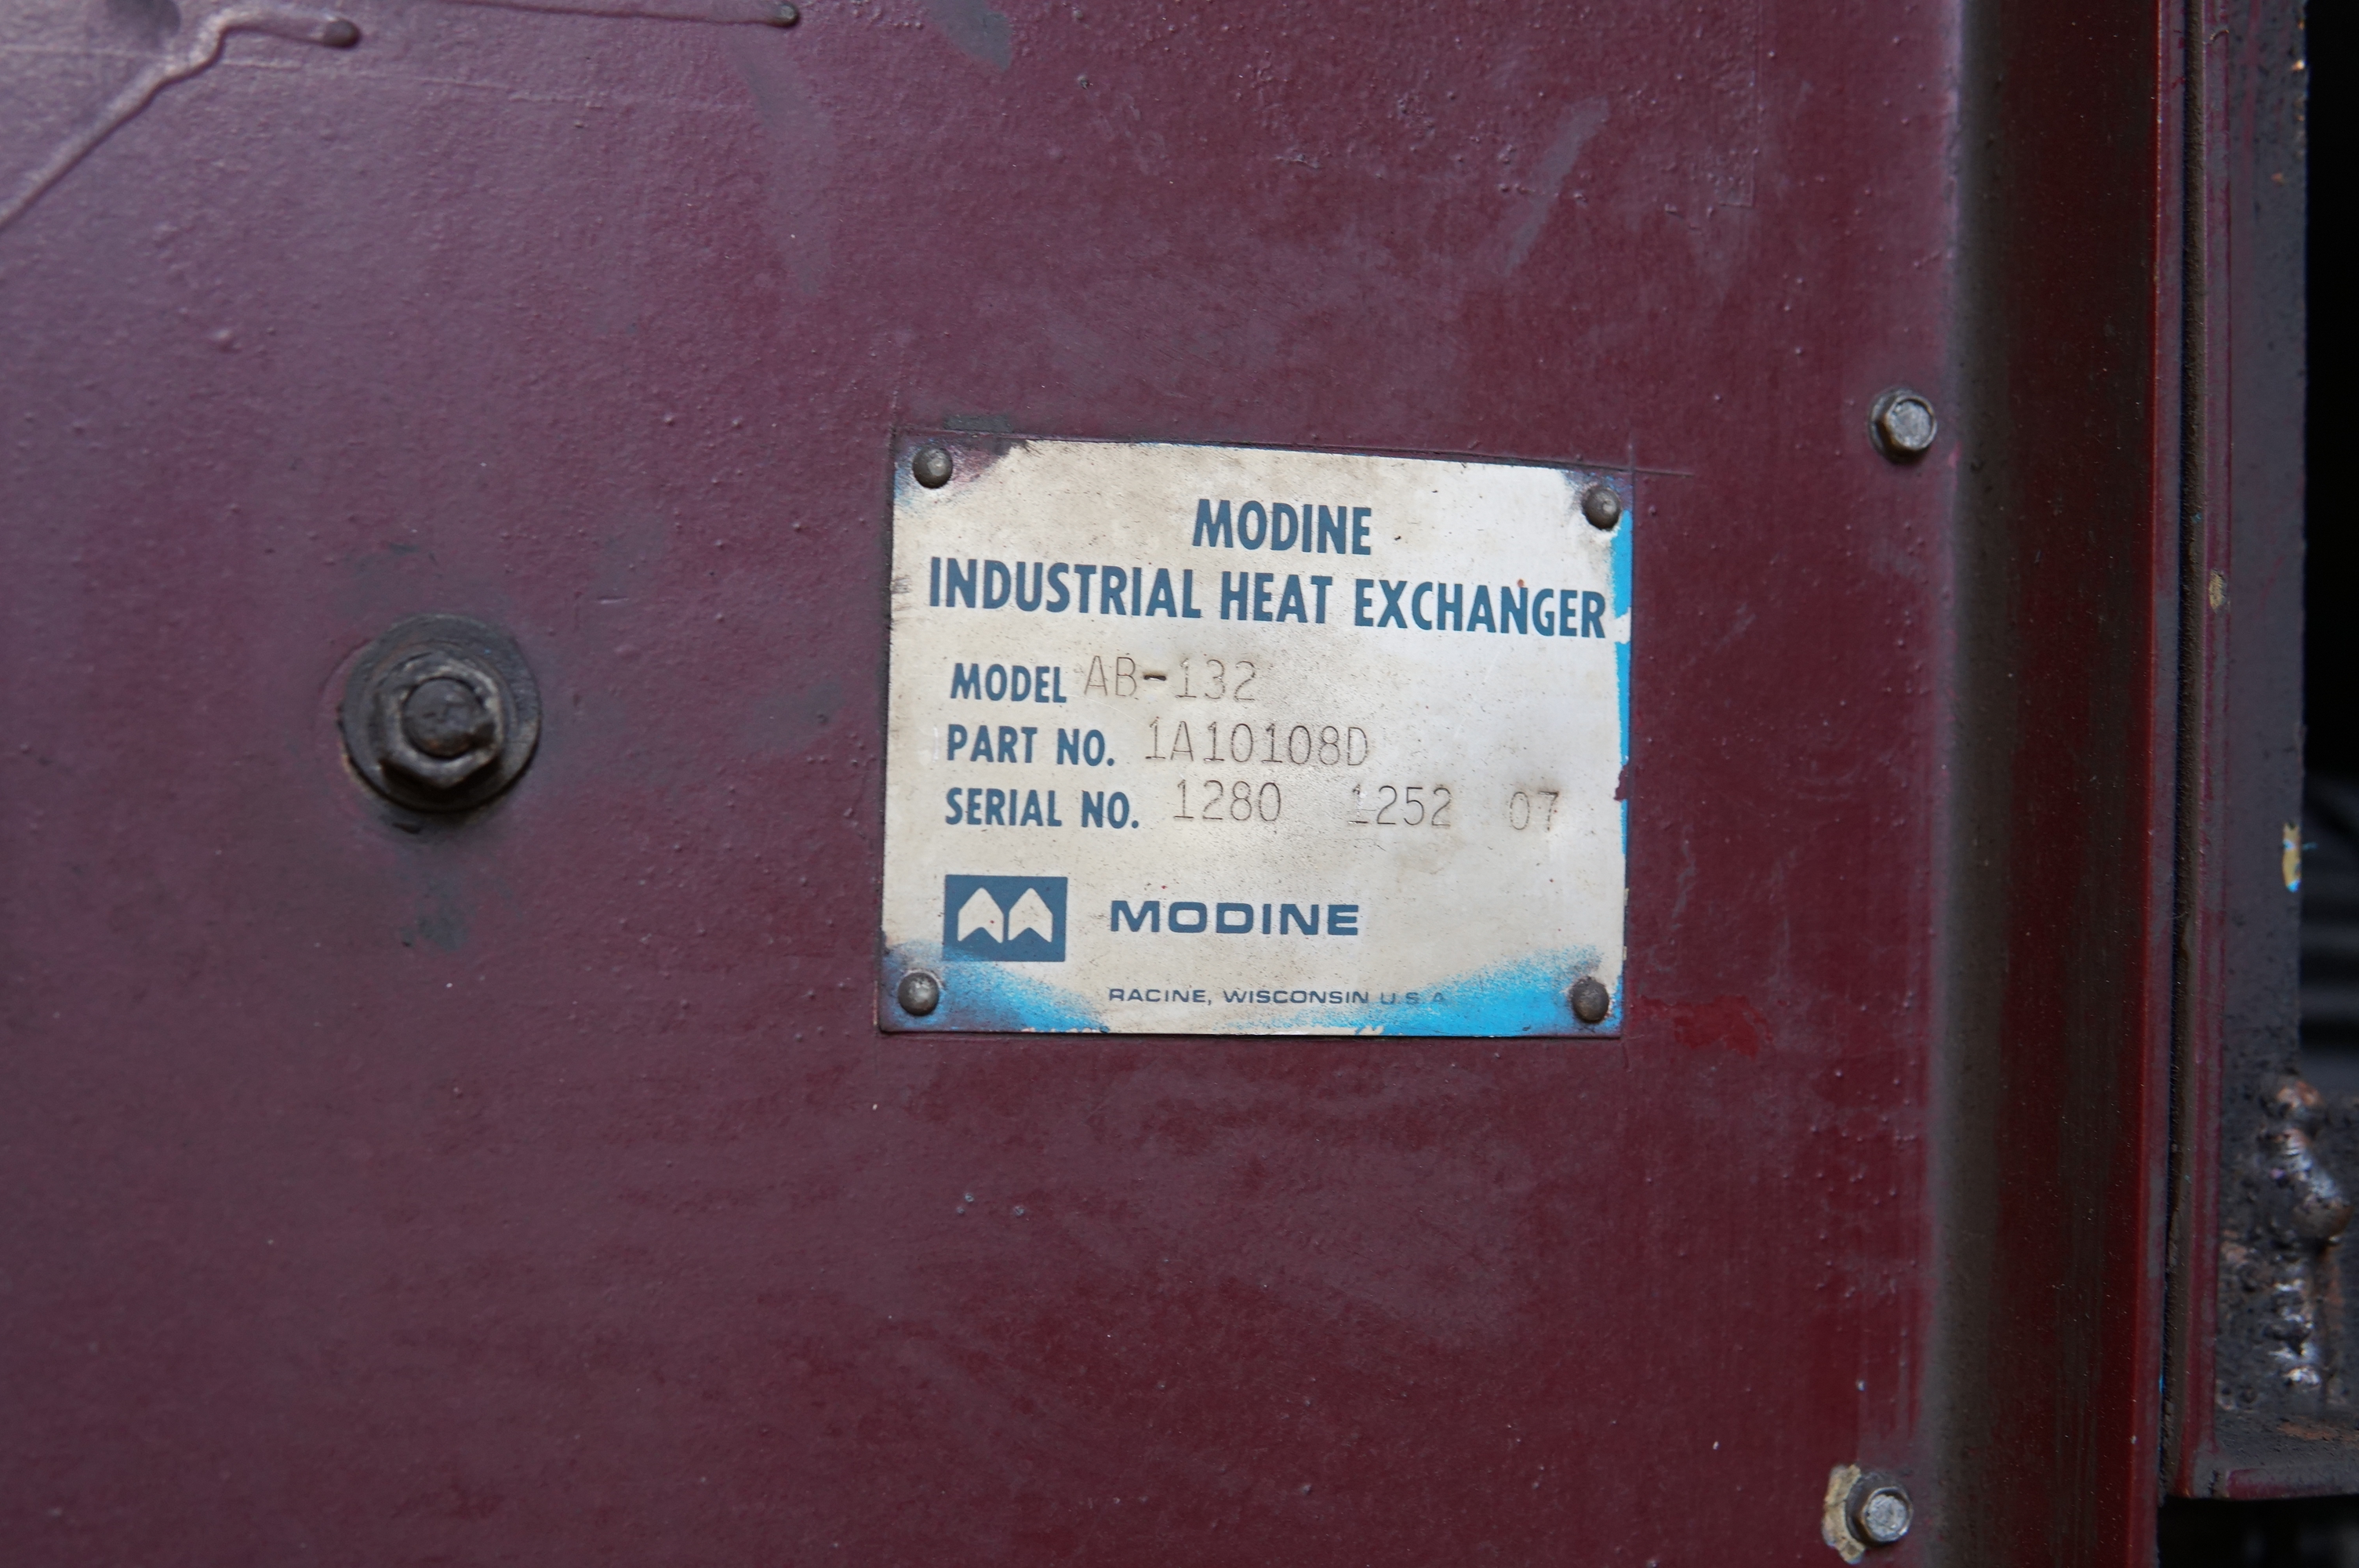 MODINE
INDUSTRIAL HEAT EXCHANGER
MODEL AB-132
PART NO. 1A10108D
SERIAL NO. 1280 1252 07
MODINE
RACINE, WISCONSIN U.S.A